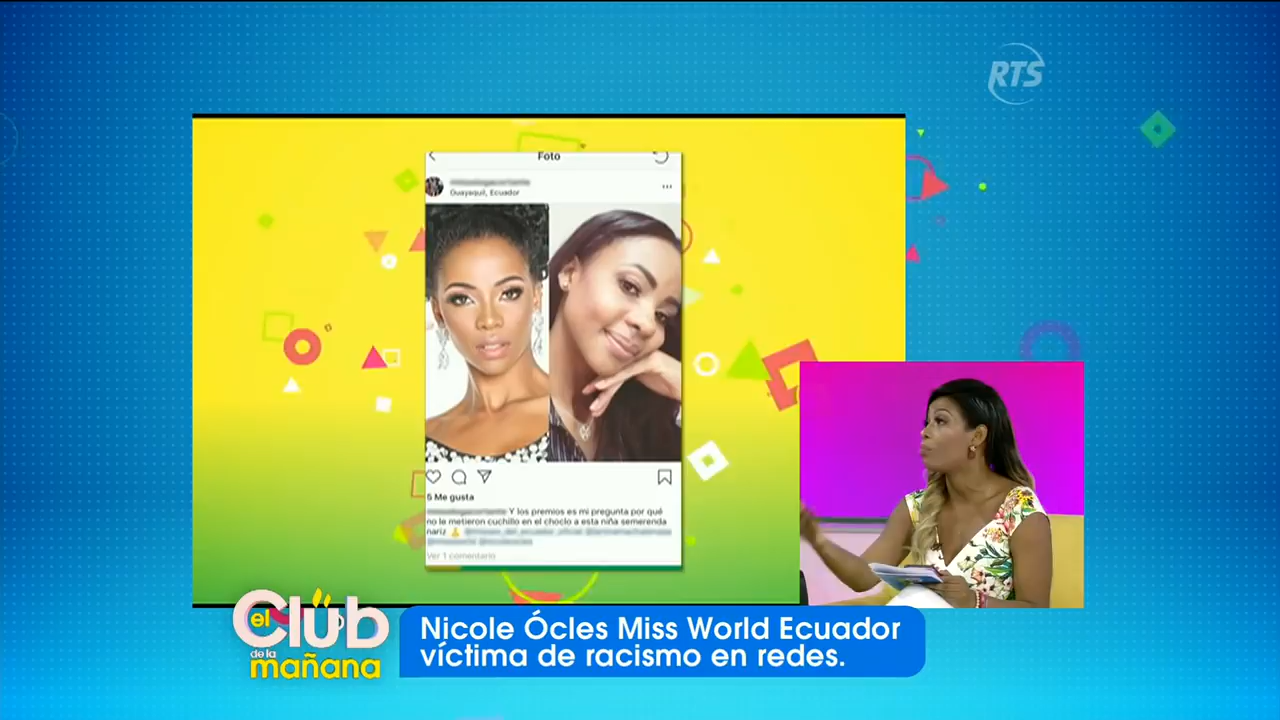 RTS
Foto
Guayaquil, Ecuador
5 Me gusta
Y los premios es mi pregunta por qué
no le metieron cuchillo en el choclo a esta niña semerenda
nariz
Ver 1 comentario
el Club
de la
mañana
Nicole Ócles Miss World Ecuador
víctima de racismo en redes.